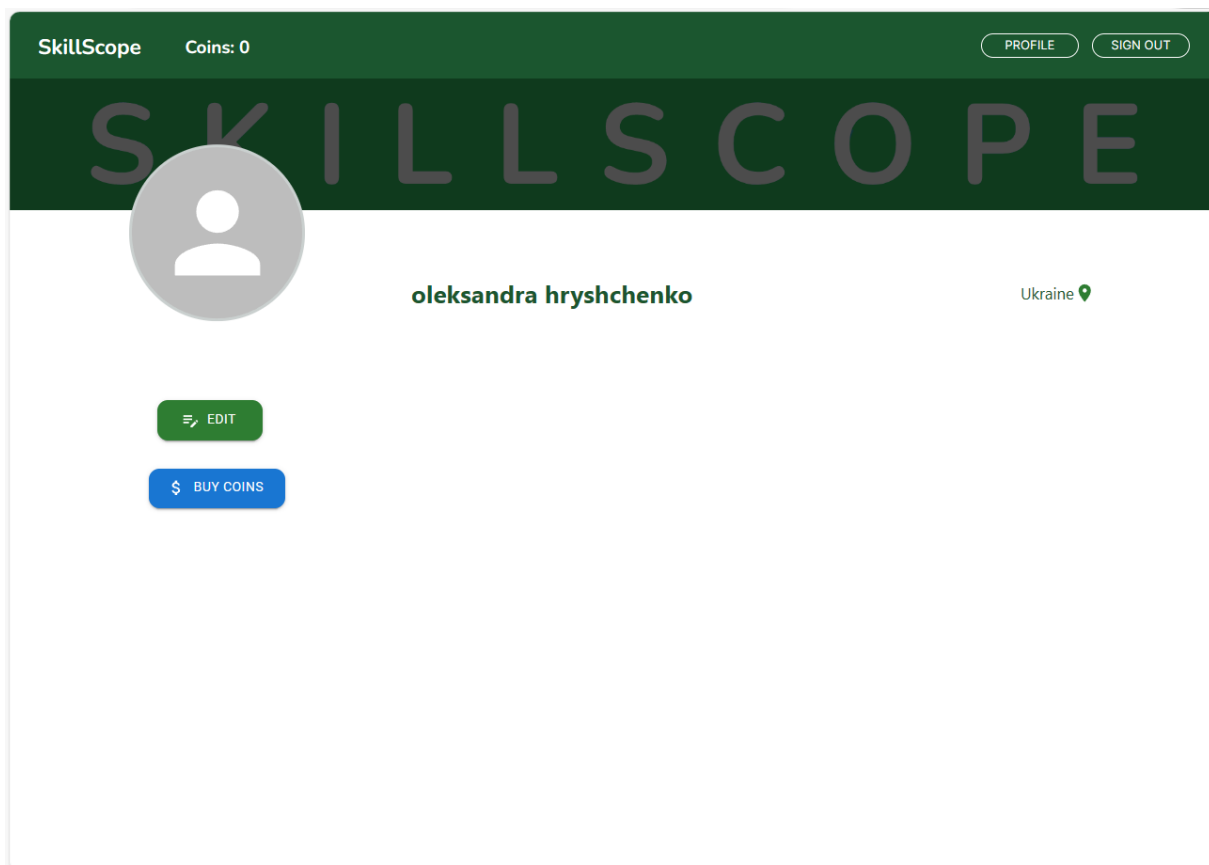 SkillScope Coins: 0 PROFILE SIGN OUT
SKILLSCOPE
oleksandra hryshchenko Ukraine
EDIT
$ BUY COINS